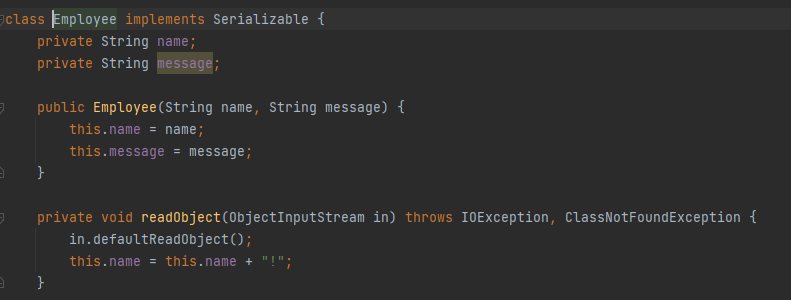 class Employee implements Serializable {
    private String name;
    private String message;
    public Employee(String name, String message) {
        this.name = name;
        this.message = message;
    }
    private void readObject(ObjectInputStream in) throws IOException, ClassNotFoundException {
        in.defaultReadObject();
        this.name = this.name + "!";
    }